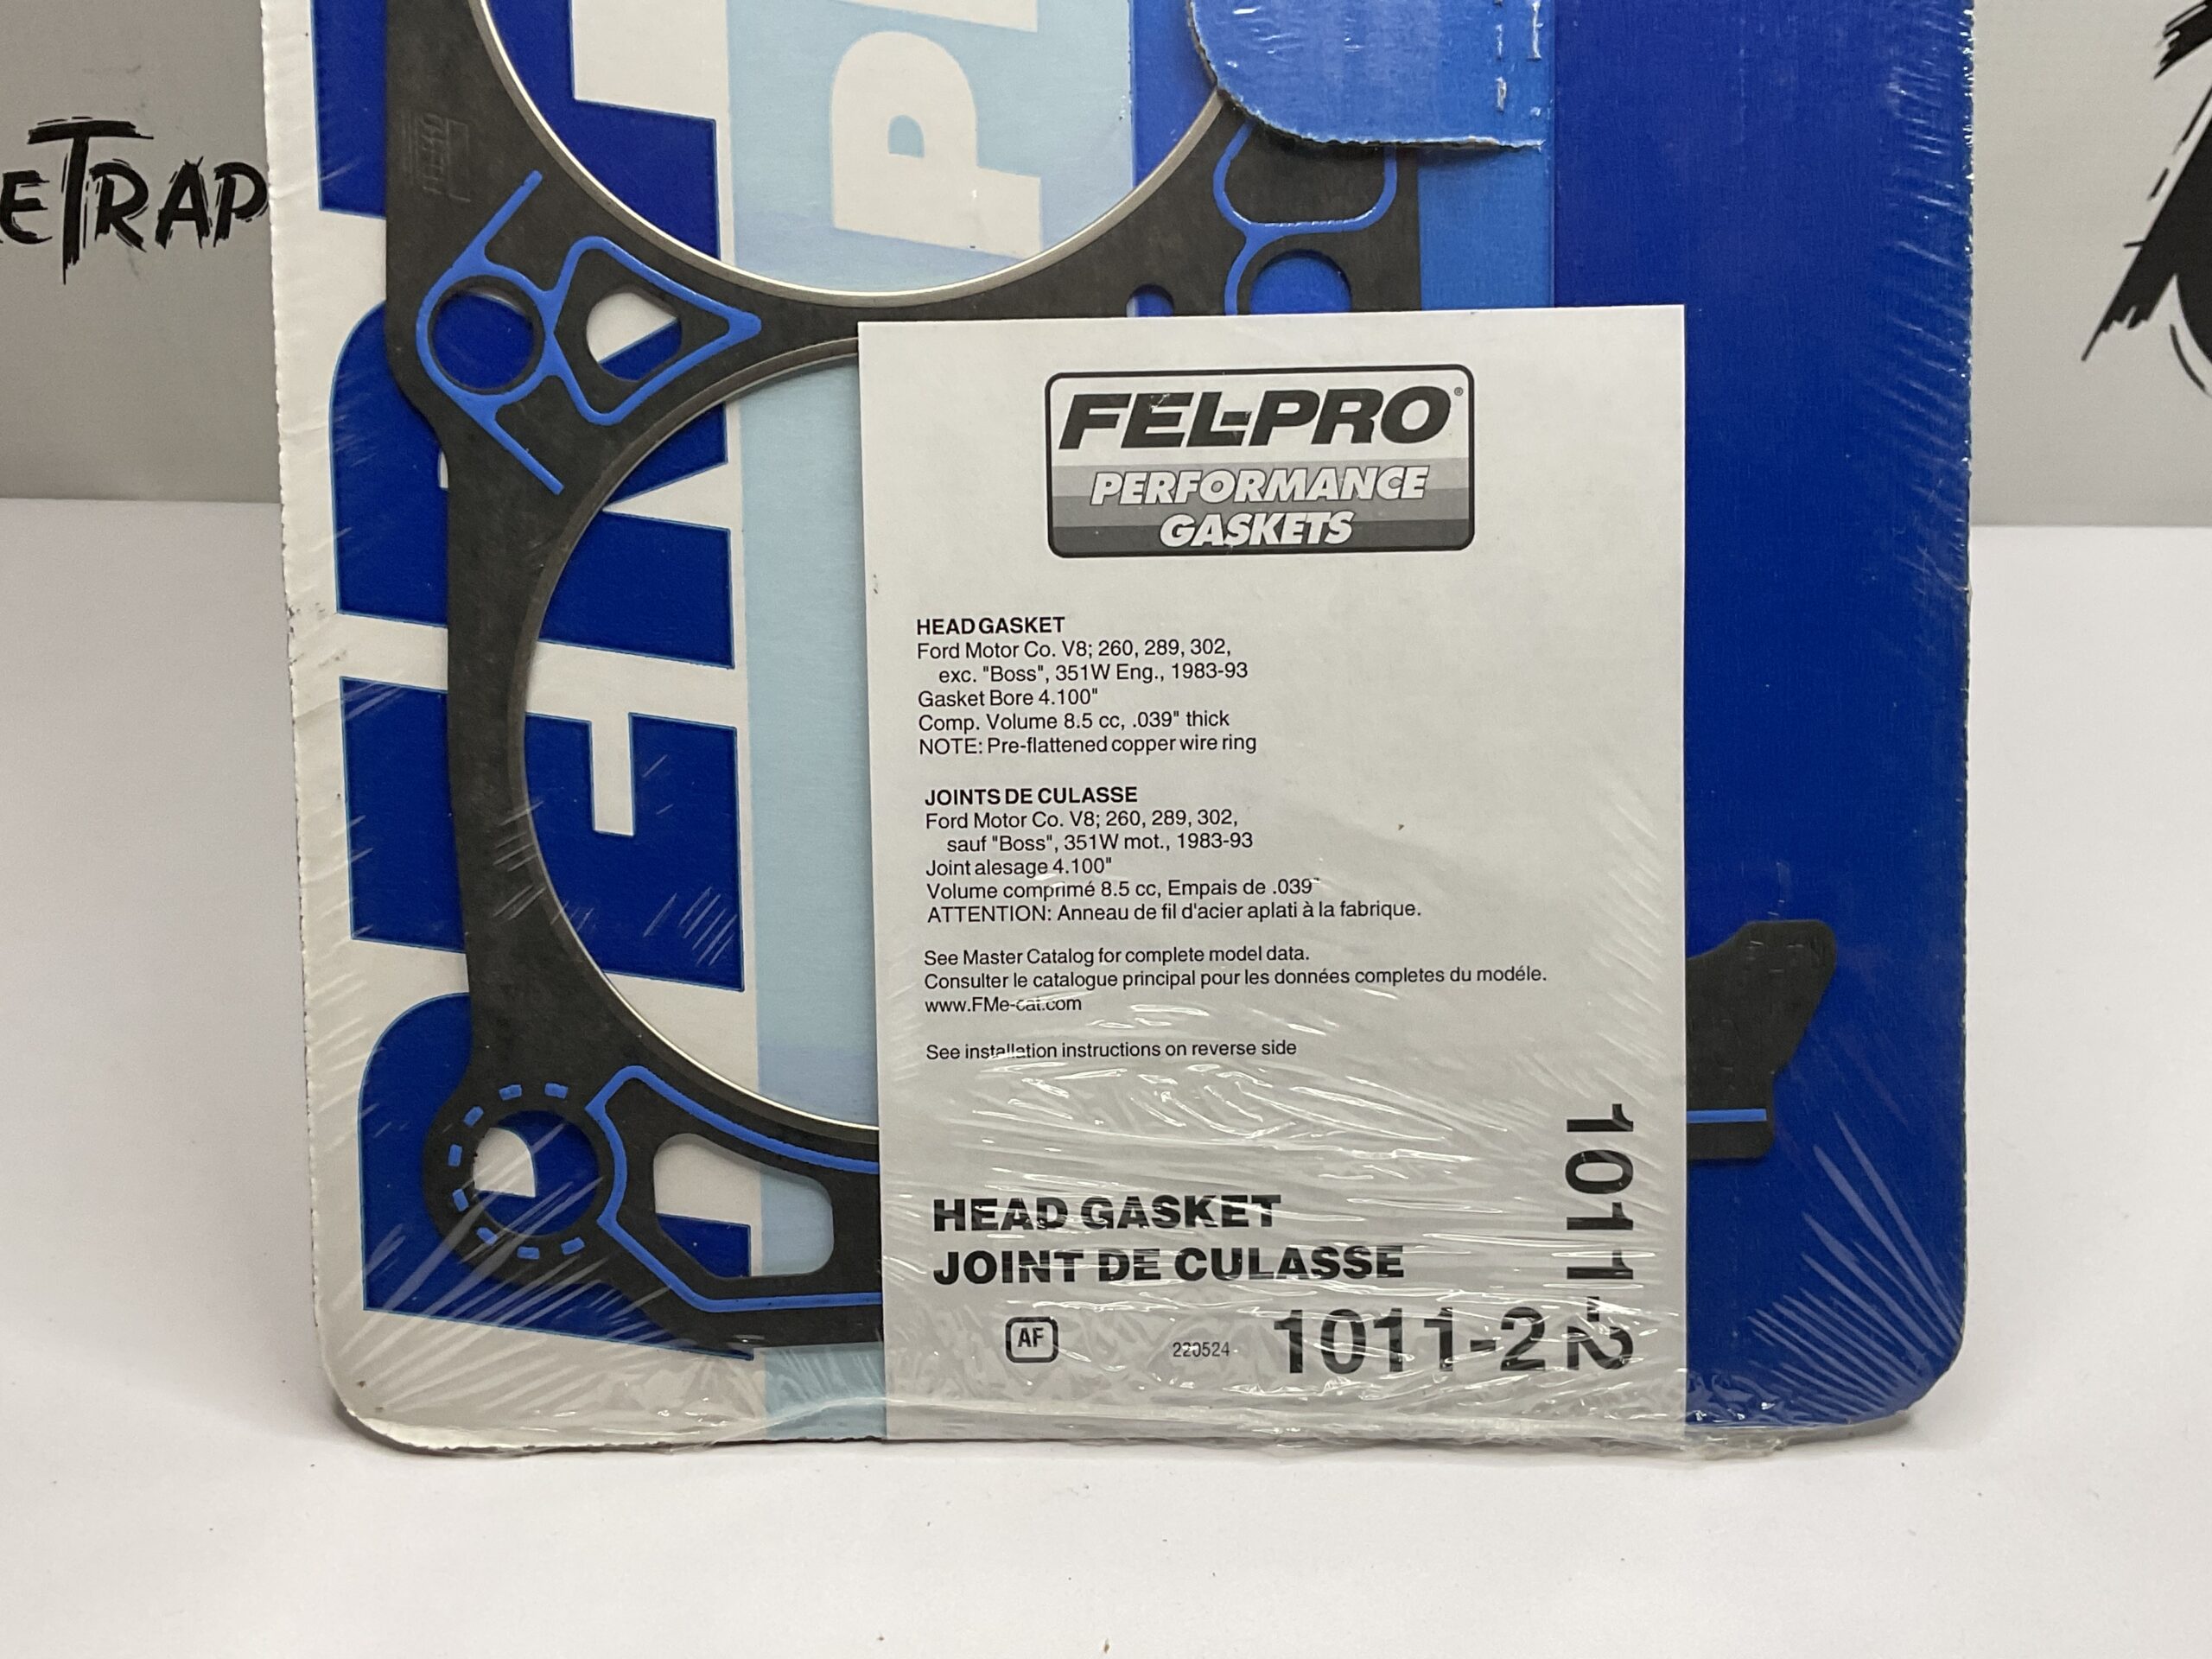 eTRAP
FEL-PRO®
PERFORMANCE
GASKETS
HEAD GASKET
Ford Motor Co. V8; 260, 289, 302,
exc. "Boss", 351W Eng., 1983-93
Gasket Bore 4.100"
Comp. Volume 8.5 cc, .039" thick
NOTE: Pre-flattened copper wire ring
JOINTS DE CULASSE
Ford Motor Co. V8; 260, 289, 302,
sauf "Boss", 351W mot., 1983-93
Joint alesage 4.100"
Volume comprimé 8.5 cc, Empais de .039"
ATTENTION: Anneau de fil d'acier aplati à la fabrique.
See Master Catalog for complete model data.
Consulter le catalogue principal pour les données completes du modéle.
www.FMe-cat.com
See installation instructions on reverse side
HEAD GASKET
JOINT DE CULASSE
AF
220524
1011-2
1011-2